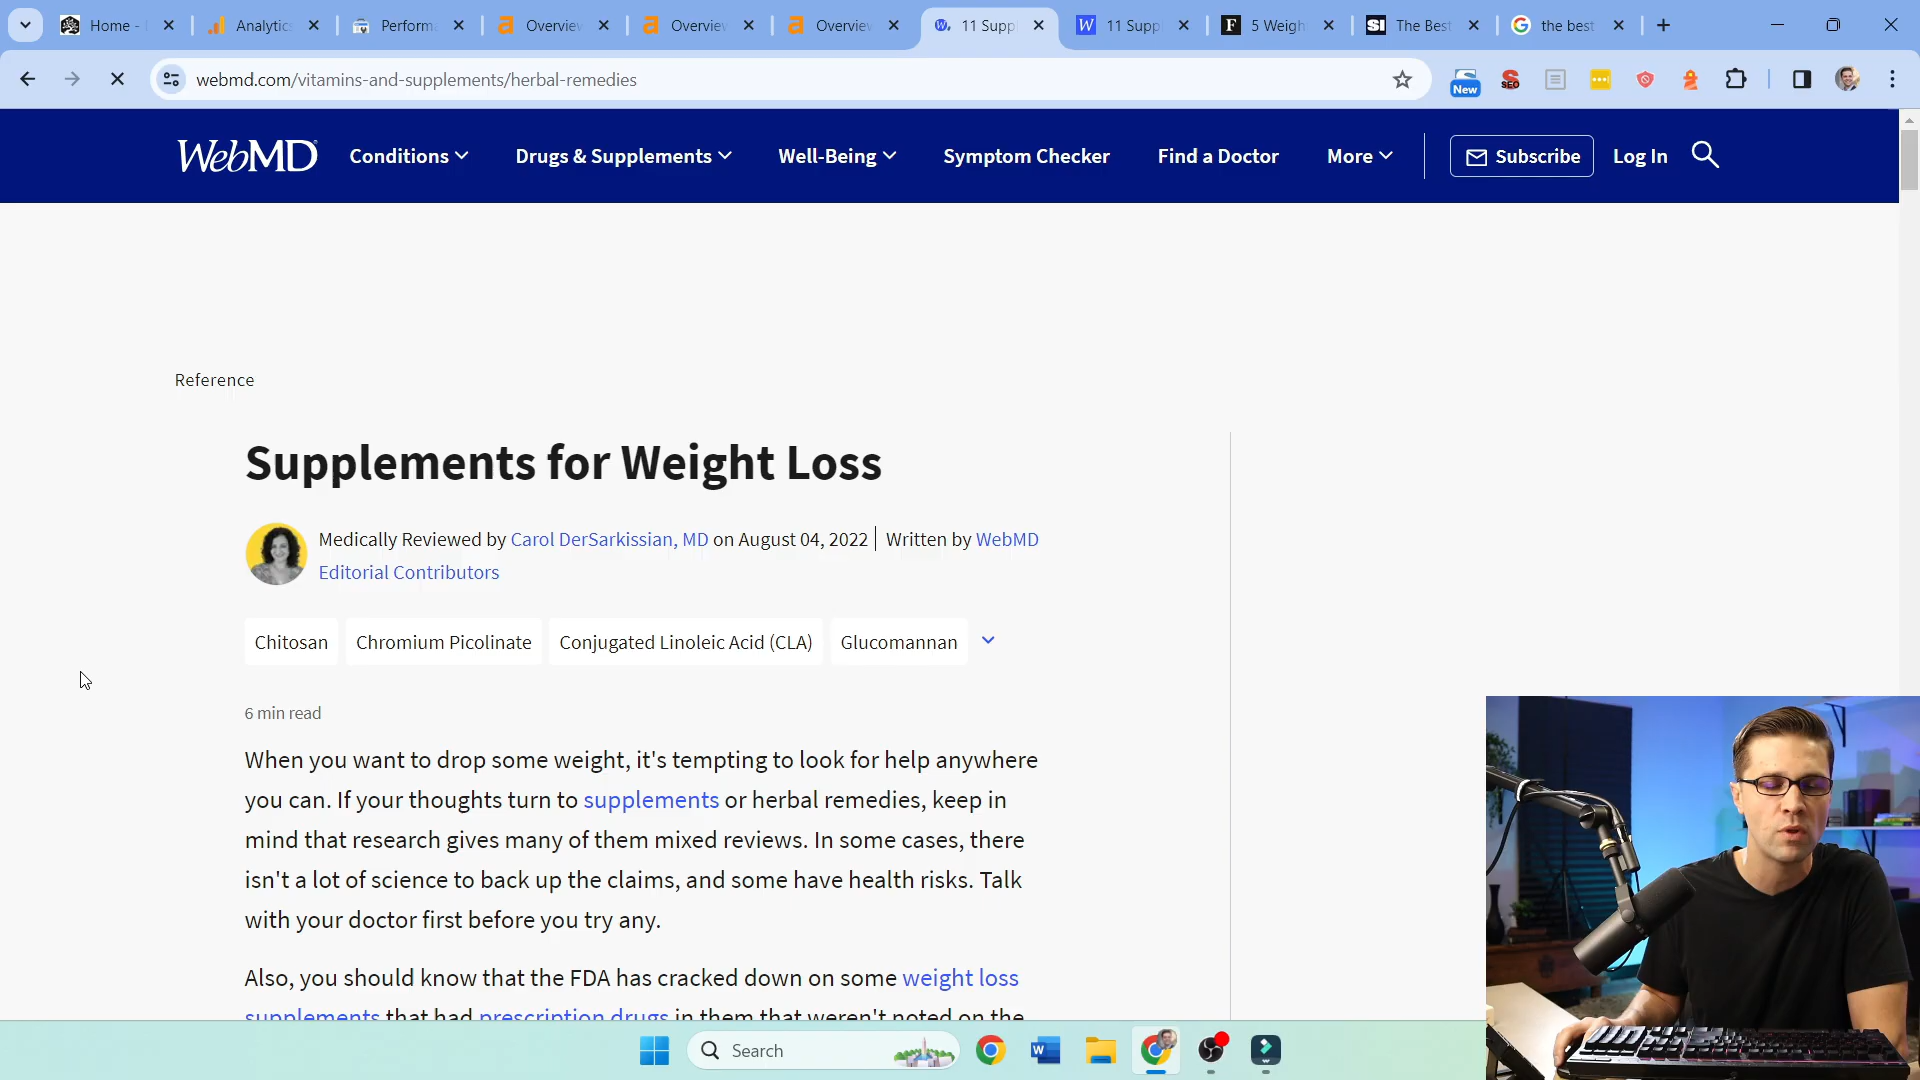 Home -
Analytics
Perform
Overview
Overview
Overview
11 Supp
11 Supp
5 Weigh
The Best
the best
webmd.com/vitamins-and-supplements/herbal-remedies
New
SEO
WebMD
Conditions
Drugs & Supplements
Well-Being
Symptom Checker
Find a Doctor
More
Subscribe
Log In
Reference
Supplements for Weight Loss
Medically Reviewed by Carol DerSarkissian, MD on August 04, 2022 | Written by WebMD
Editorial Contributors
Chitosan
Chromium Picolinate
Conjugated Linoleic Acid (CLA)
Glucomannan
6 min read
When you want to drop some weight, it's tempting to look for help anywhere
you can. If your thoughts turn to supplements or herbal remedies, keep in
mind that research gives many of them mixed reviews. In some cases, there
isn't a lot of science to back up the claims, and some have health risks. Talk
with your doctor first before you try any.
Also, you should know that the FDA has cracked down on some weight loss
supplements that had prescription drugs in them that weren't noted on the
Search